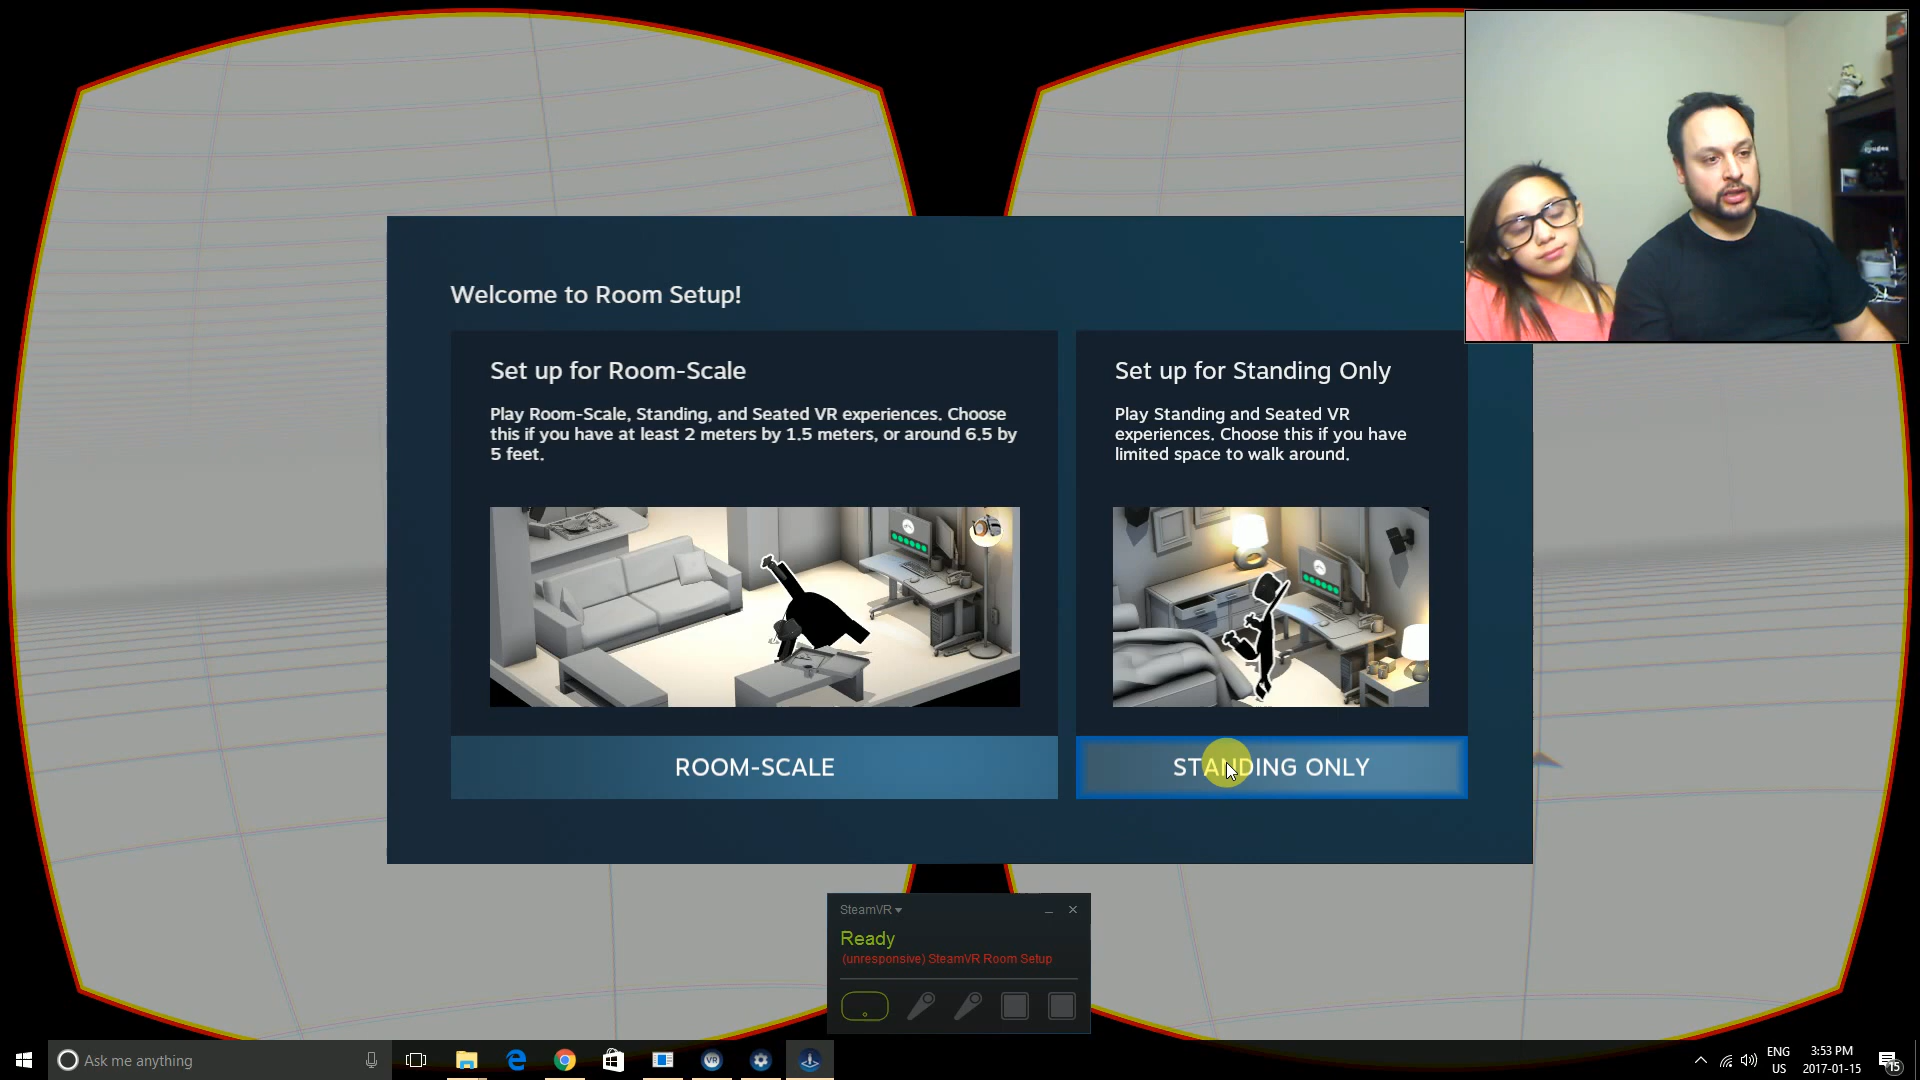 Welcome to Room Setup!
Set up for Room-Scale
Play Room-Scale, Standing, and Seated VR experiences. Choose
this if you have at least 2 meters by 1.5 meters, or around 6.5 by
5 feet.
ROOM-SCALE
Set up for Standing Only
Play Standing and Seated VR
experiences. Choose this if you have
limited space to walk around.
STANDING ONLY
SteamVR
Ready
(unresponsive) SteamVR Room Setup
Ask me anything
VR
ENG
US
3:53 PM
2017-01-15
15